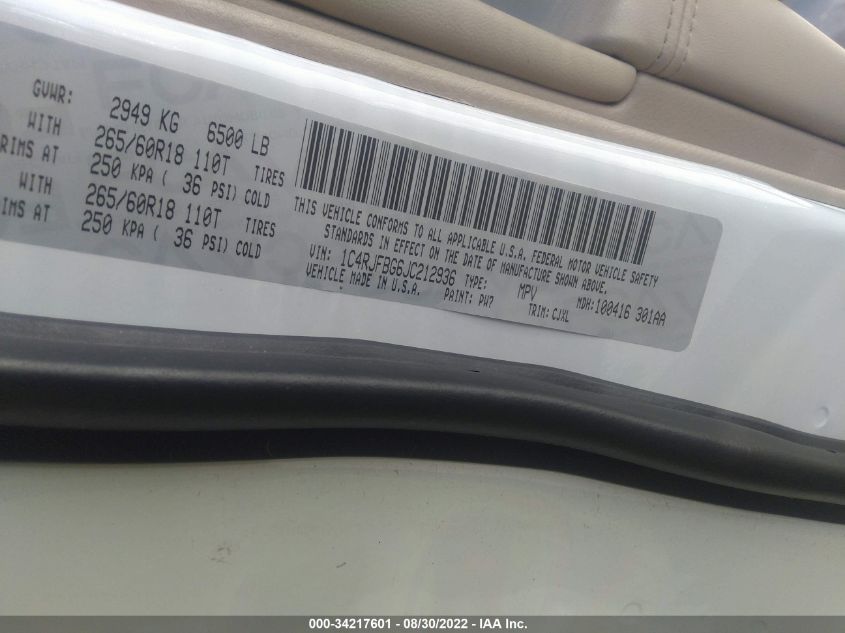 GVWR: 2949 KG 6500 LB
WITH 265/60R18 110T TIRES
RIMS AT 250 KPA ( 36 PSI) COLD
WITH 265/60R18 110T TIRES
IMS AT 250 KPA ( 36 PSI) COLD
THIS VEHICLE CONFORMS TO ALL APPLICABLE U.S.A. FEDERAL MOTOR VEHICLE SAFETY
STANDARDS IN EFFECT ON THE DATE OF MANUFACTURE SHOWN ABOVE.
VIN: 1C4RJFBG6JC212936 TYPE: MPV MDH:100416 301AA
VEHICLE MADE IN U.S.A. PAINT: PW7 TRIM: CJXL
000-34217601 - 08/30/2022 - IAA Inc.